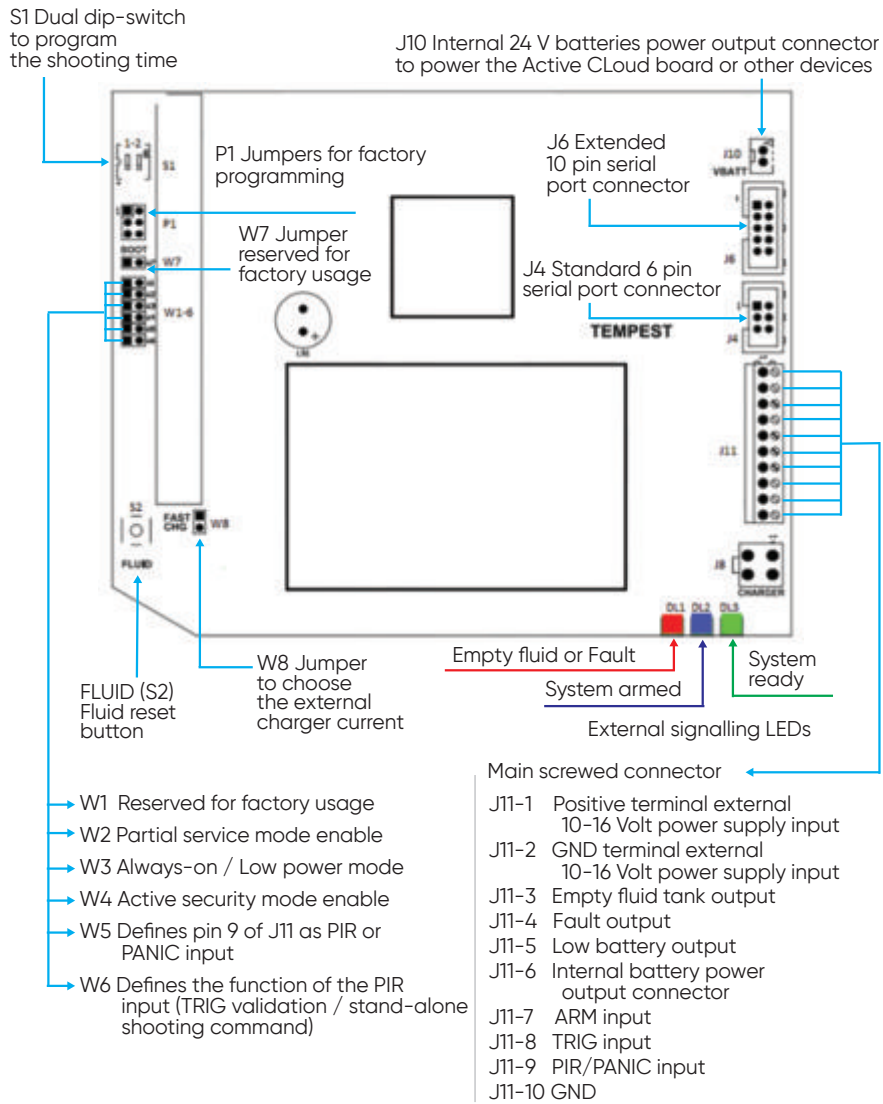 S1 Dual dip-switch
to program
the shooting time
J10 Internal 24 V batteries power output connector
to power the Active CLoud board or other devices
P1 Jumpers for factory
programming
J6 Extended
10 pin serial
port connector
W7 Jumper
reserved for
factory usage
J4 Standard 6 pin
serial port connector
1-2
S1
P1
BOOT
W7
W1-6
J10
VBATT
1
J6
TEMPEST
1
J4
J11
S2
FLUID
FAST
CHG
W8
J8
CHARGER
DL1 DL2 DL3
Empty fluid or Fault
System armed
System
ready
External signalling LEDs
FLUID (S2)
Fluid reset
button
W8 Jumper
to choose
the external
charger current
W1 Reserved for factory usage
W2 Partial service mode enable
W3 Always-on / Low power mode
W4 Active security mode enable
W5 Defines pin 9 of J11 as PIR or
PANIC input
W6 Defines the function of the PIR
input (TRIG validation / stand-alone
shooting command)
Main screwed connector
J11-1 Positive terminal external
10-16 Volt power supply input
J11-2 GND terminal external
10-16 Volt power supply input
J11-3 Empty fluid tank output
J11-4 Fault output
J11-5 Low battery output
J11-6 Internal battery power
output connector
J11-7 ARM input
J11-8 TRIG input
J11-9 PIR/PANIC input
J11-10 GND